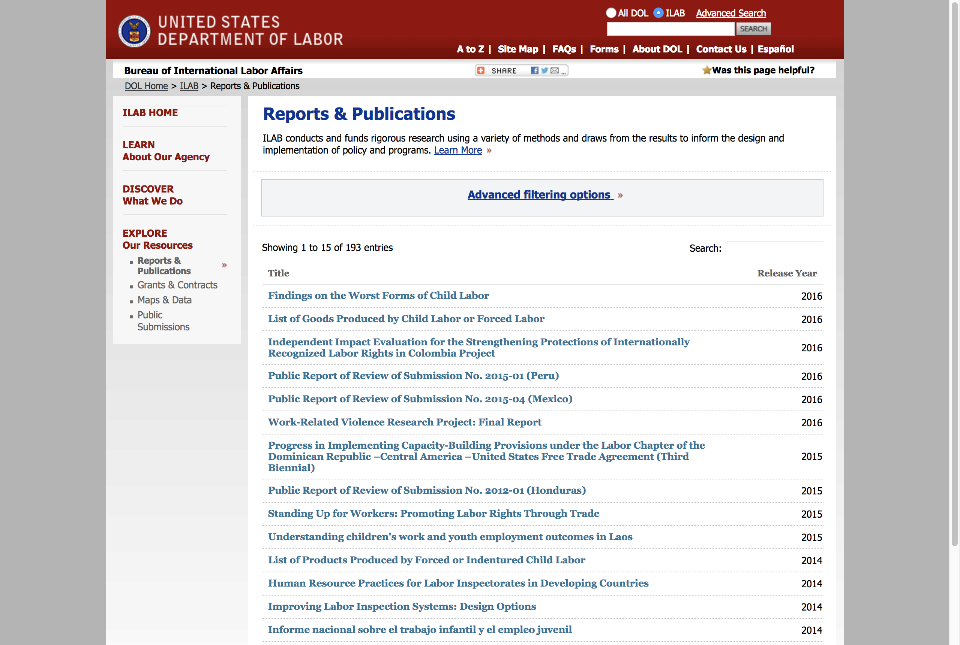 UNITED STATES
DEPARTMENT OF LABOR
All DOL ILAB Advanced Search
SEARCH
A to Z | Site Map | FAQs | Forms | About DOL | Contact Us | Español
Bureau of International Labor Affairs
SHARE
Was this page helpful?
DOL Home > ILAB > Reports & Publications
ILAB HOME
LEARN
About Our Agency
DISCOVER
What We Do
EXPLORE
Our Resources
Reports &
Publications »
Grants & Contracts
Maps & Data
Public
Submissions
Reports & Publications
ILAB conducts and funds rigorous research using a variety of methods and draws from the results to inform the design and
implementation of policy and programs. Learn More »
Advanced filtering options »
Showing 1 to 15 of 193 entries
Search:
Title Release Year
Findings on the Worst Forms of Child Labor 2016
List of Goods Produced by Child Labor or Forced Labor 2016
Independent Impact Evaluation for the Strengthening Protections of Internationally
Recognized Labor Rights in Colombia Project 2016
Public Report of Review of Submission No. 2015-01 (Peru) 2016
Public Report of Review of Submission No. 2015-04 (Mexico) 2016
Work-Related Violence Research Project: Final Report 2016
Progress in Implementing Capacity-Building Provisions under the Labor Chapter of the
Dominican Republic –Central America –United States Free Trade Agreement (Third 2015
Biennial)
Public Report of Review of Submission No. 2012-01 (Honduras) 2015
Standing Up for Workers: Promoting Labor Rights Through Trade 2015
Understanding children's work and youth employment outcomes in Laos 2015
List of Products Produced by Forced or Indentured Child Labor 2014
Human Resource Practices for Labor Inspectorates in Developing Countries 2014
Improving Labor Inspection Systems: Design Options 2014
Informe nacional sobre el trabajo infantil y el empleo juvenil 2014